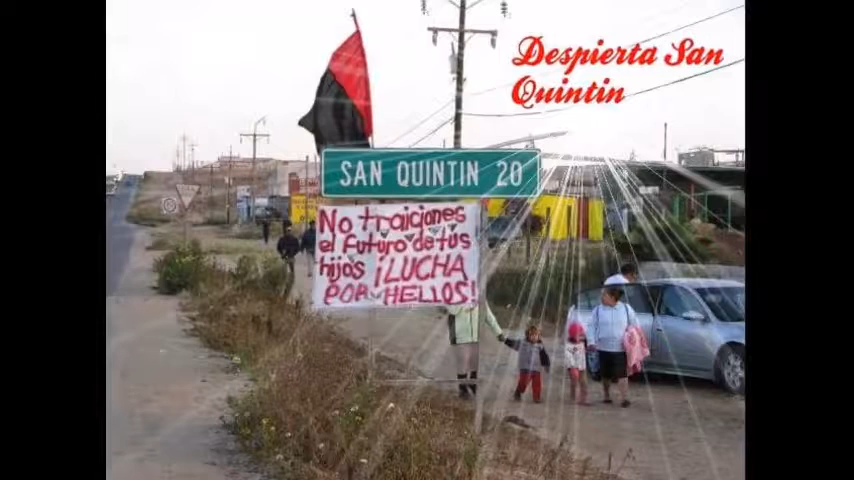 Despierta San
Quintin
SAN QUINTIN 20
No traiciones
el futuro de tus
hijos ¡LUCHA
POR HELLOS!